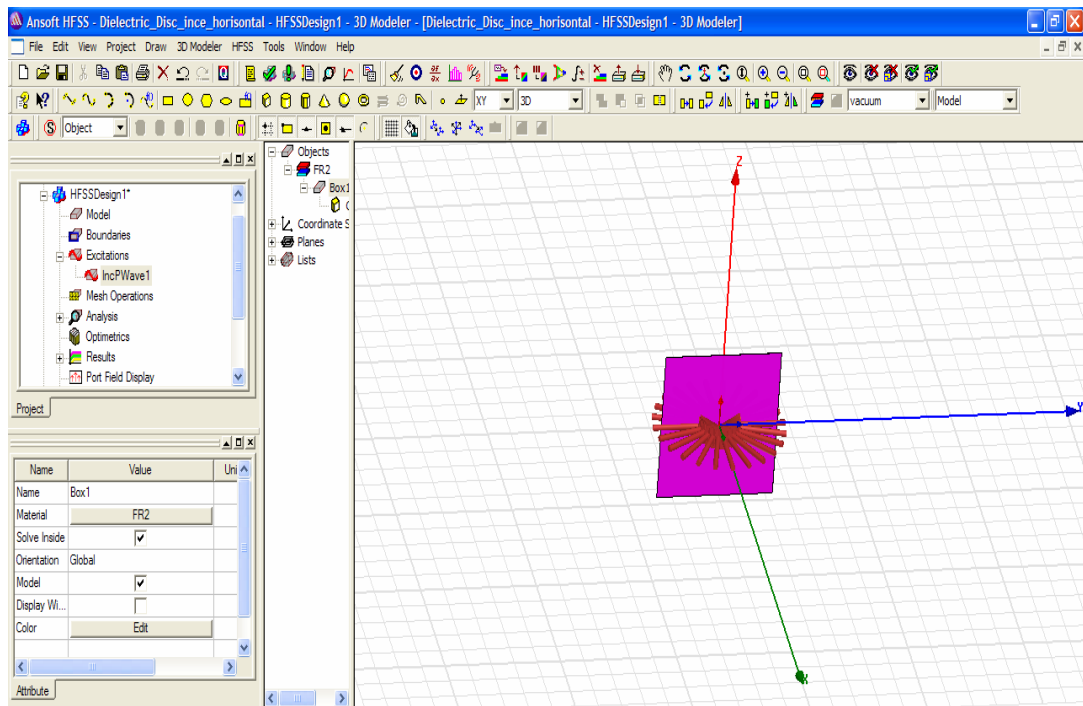 Ansoft HFSS - Dielectric_Disc_ince_horisontal - HFSSDesign1 - 3D Modeler - [Dielectric_Disc_ince_horisontal - HFSSDesign1 - 3D Modeler]
File Edit View Project Draw 3D Modeler HFSS Tools Window Help
XY 3D vacuum Model
Object
HFSSDesign1*
Model
Boundaries
Excitations
IncPWave1
Mesh Operations
Analysis
Optimetrics
Results
Port Field Display
Project
Name Value Uni
Name Box1
Material FR2
Solve Inside
Orientation Global
Model
Display Wi...
Color Edit
Attribute
Objects
FR2
Box1
Coordinate S
Planes
Lists
Z
Y
X